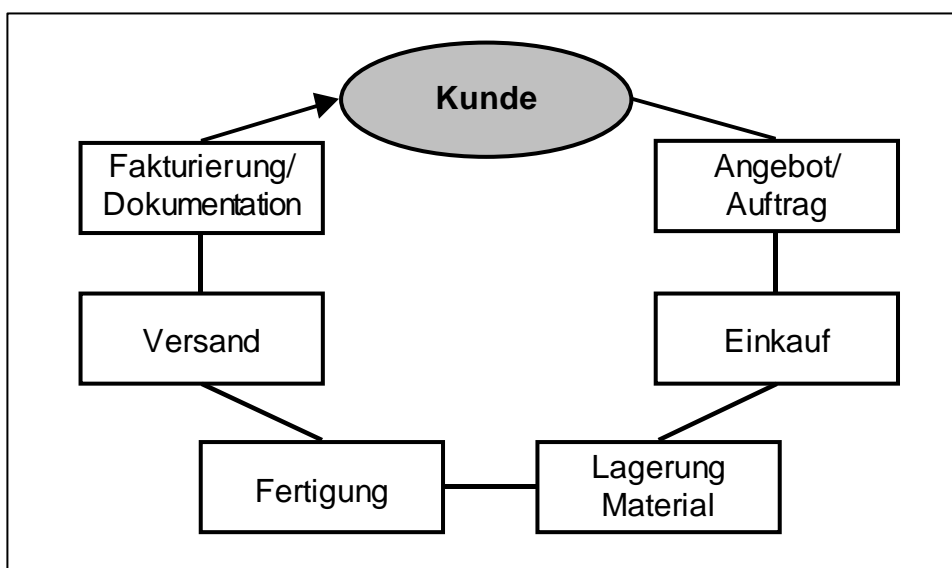 Kunde
Fakturierung/
Dokumentation
Angebot/
Auftrag
Versand
Einkauf
Fertigung
Lagerung
Material